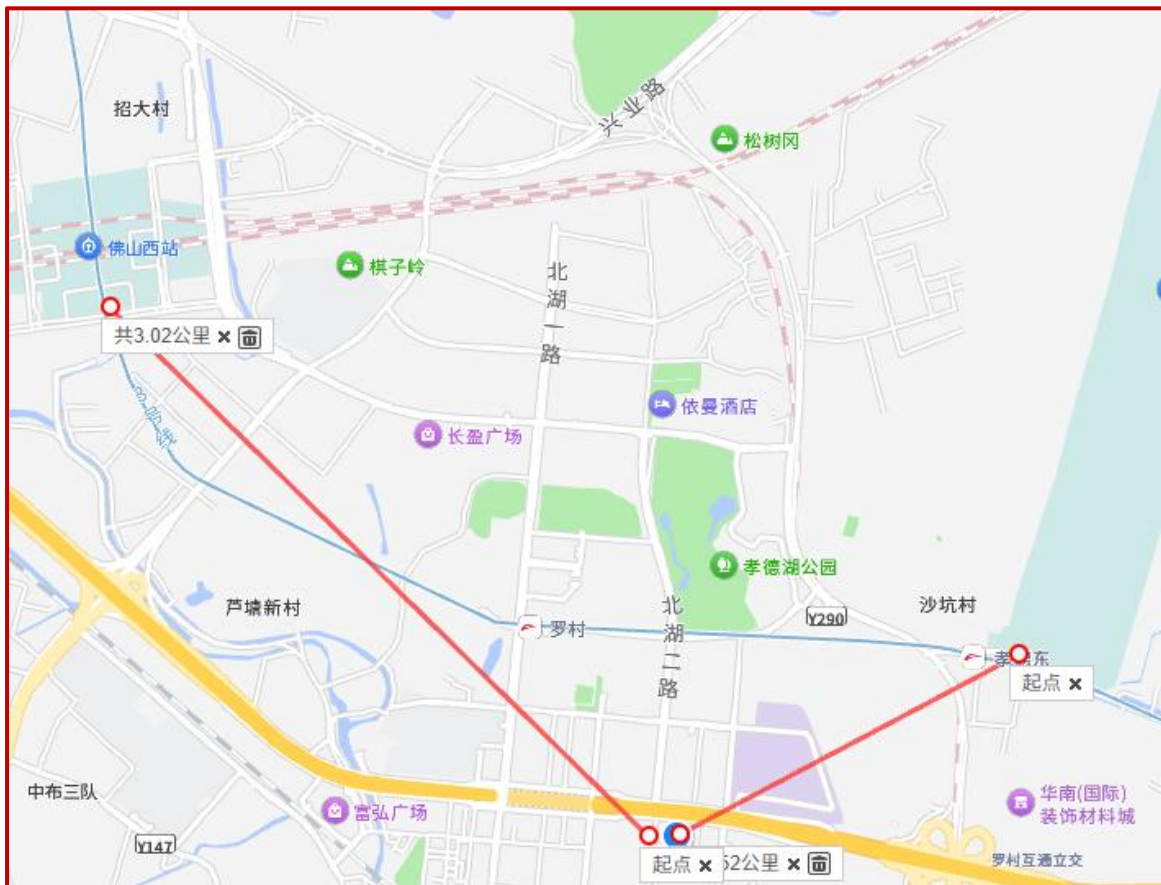 招大村
兴业路
松树冈
佛山西站
棋子岭
北湖一路
共3.02公里
3号线
依曼酒店
长盈广场
孝德湖公园
芦塘新村
罗村
北湖二路
Y290
沙坑村
东
起点
中布三队
富弘广场
华南(国际)
装饰材料城
Y147
起点
52公里
罗村互通立交